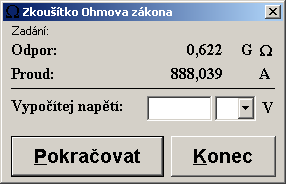 Ω Zkoušítko Ohmova zákona
Zadání:
Odpor: 0,622 G Ω
Proud: 888,039 A
Vypočítej napětí: V
Pokračovat Konec